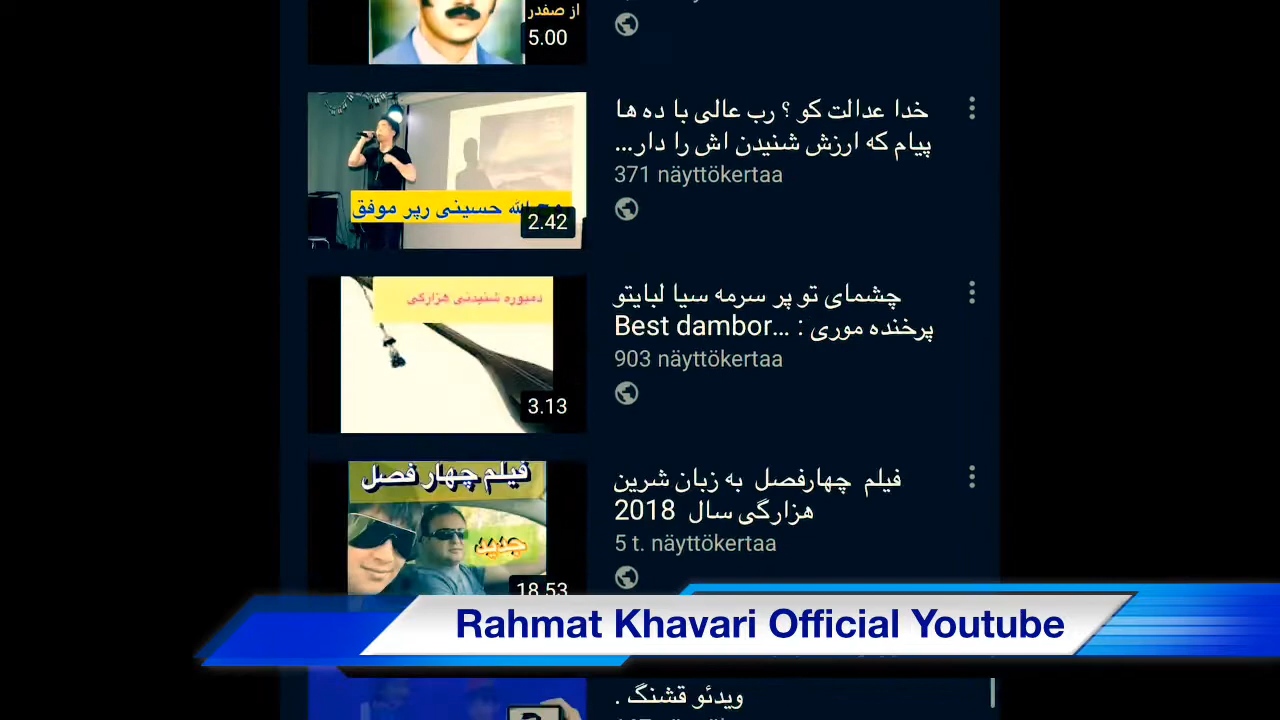 از صفدر
5.00
خدا عدالت کو ؟ رب عالی با ده ها
پیام که ارزش شنیدن اش را دار...
371 näyttökertaa
الله حسینی رپر موفق
2.42
دمبوره شنیدنی هزارگی
چشمای تو پر سرمه سیا لبایتو
پرخنده موری : ...Best dambor
903 näyttökertaa
3.13
فیلم چهار فصل
جدید
18.53
فیلم چهارفصل به زبان شرین
هزارگی سال 2018
5 t. näyttökertaa
Rahmat Khavari Official Youtube
ویدئو قشنگ .